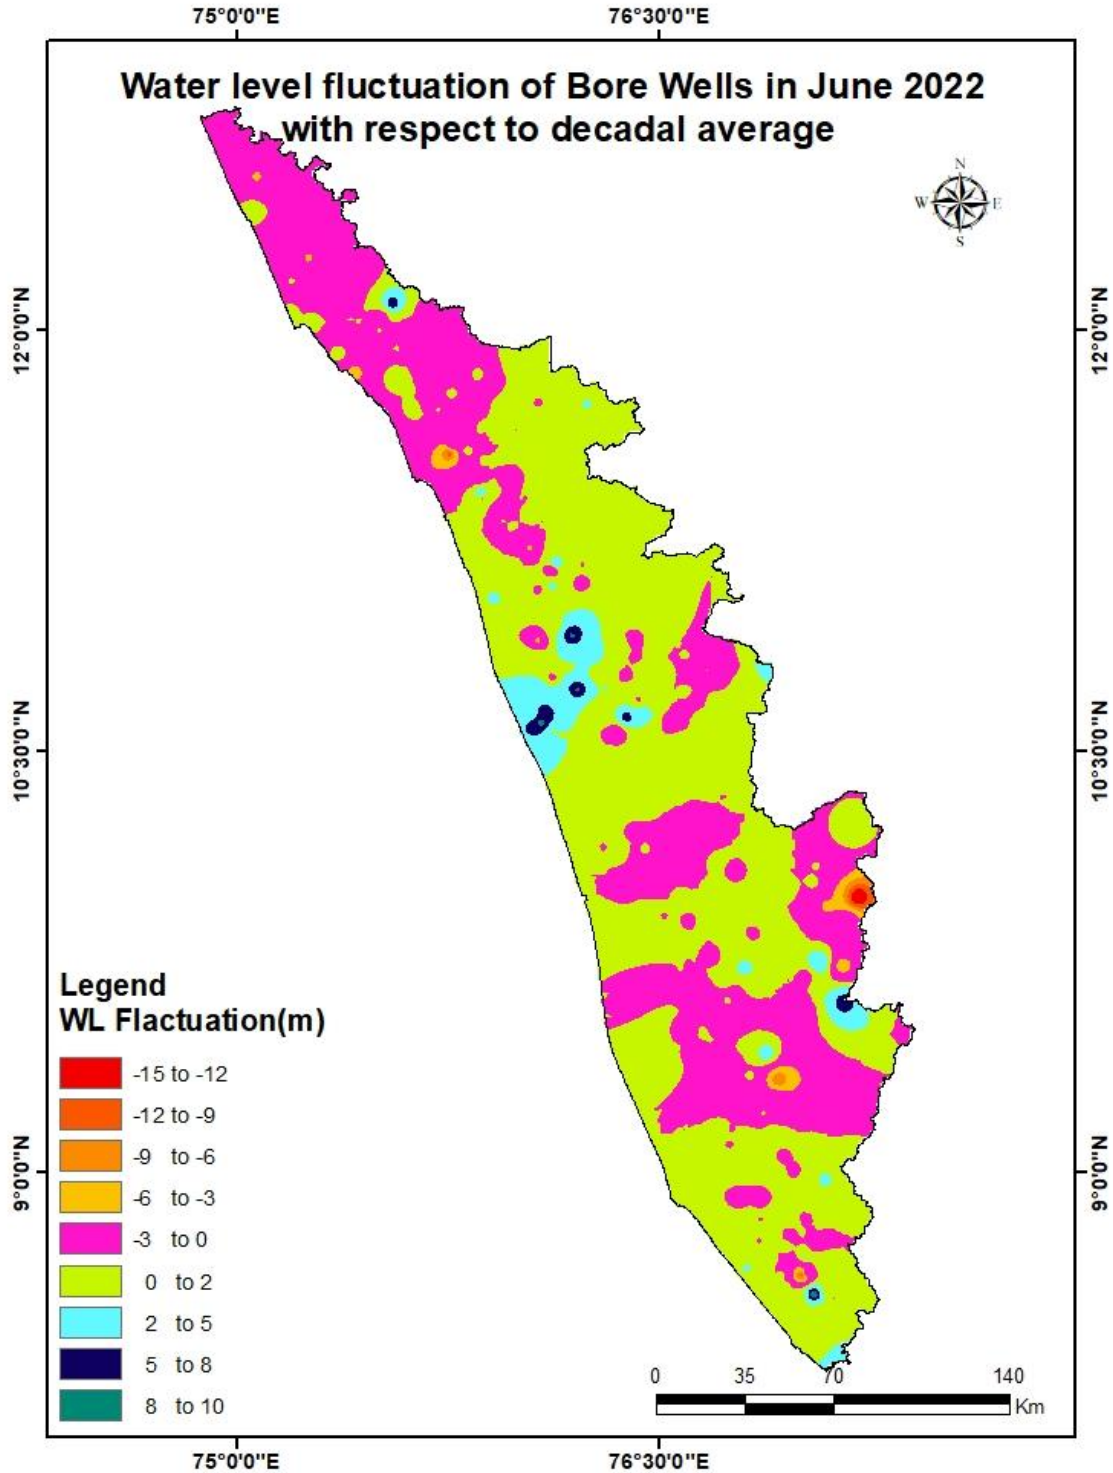 75°0'0"E 76°30'0"E
Water level fluctuation of Bore Wells in June 2022
with respect to decadal average
N
W E
S
12°0'0"N 12°0'0"N
10°30'0"N 10°30'0"N
9°0'0"N 9°0'0"N
Legend
WL Flactuation(m)
-15 to -12
-12 to -9
-9 to -6
-6 to -3
-3 to 0
0 to 2
2 to 5
5 to 8
8 to 10
0 35 70 140
Km
75°0'0"E 76°30'0"E